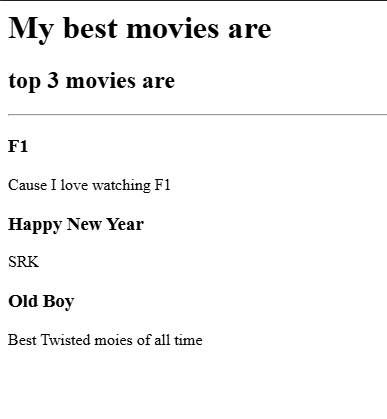 My best movies are
top 3 movies are
F1
Cause I love watching F1
Happy New Year
SRK
Old Boy
Best Twisted moies of all time